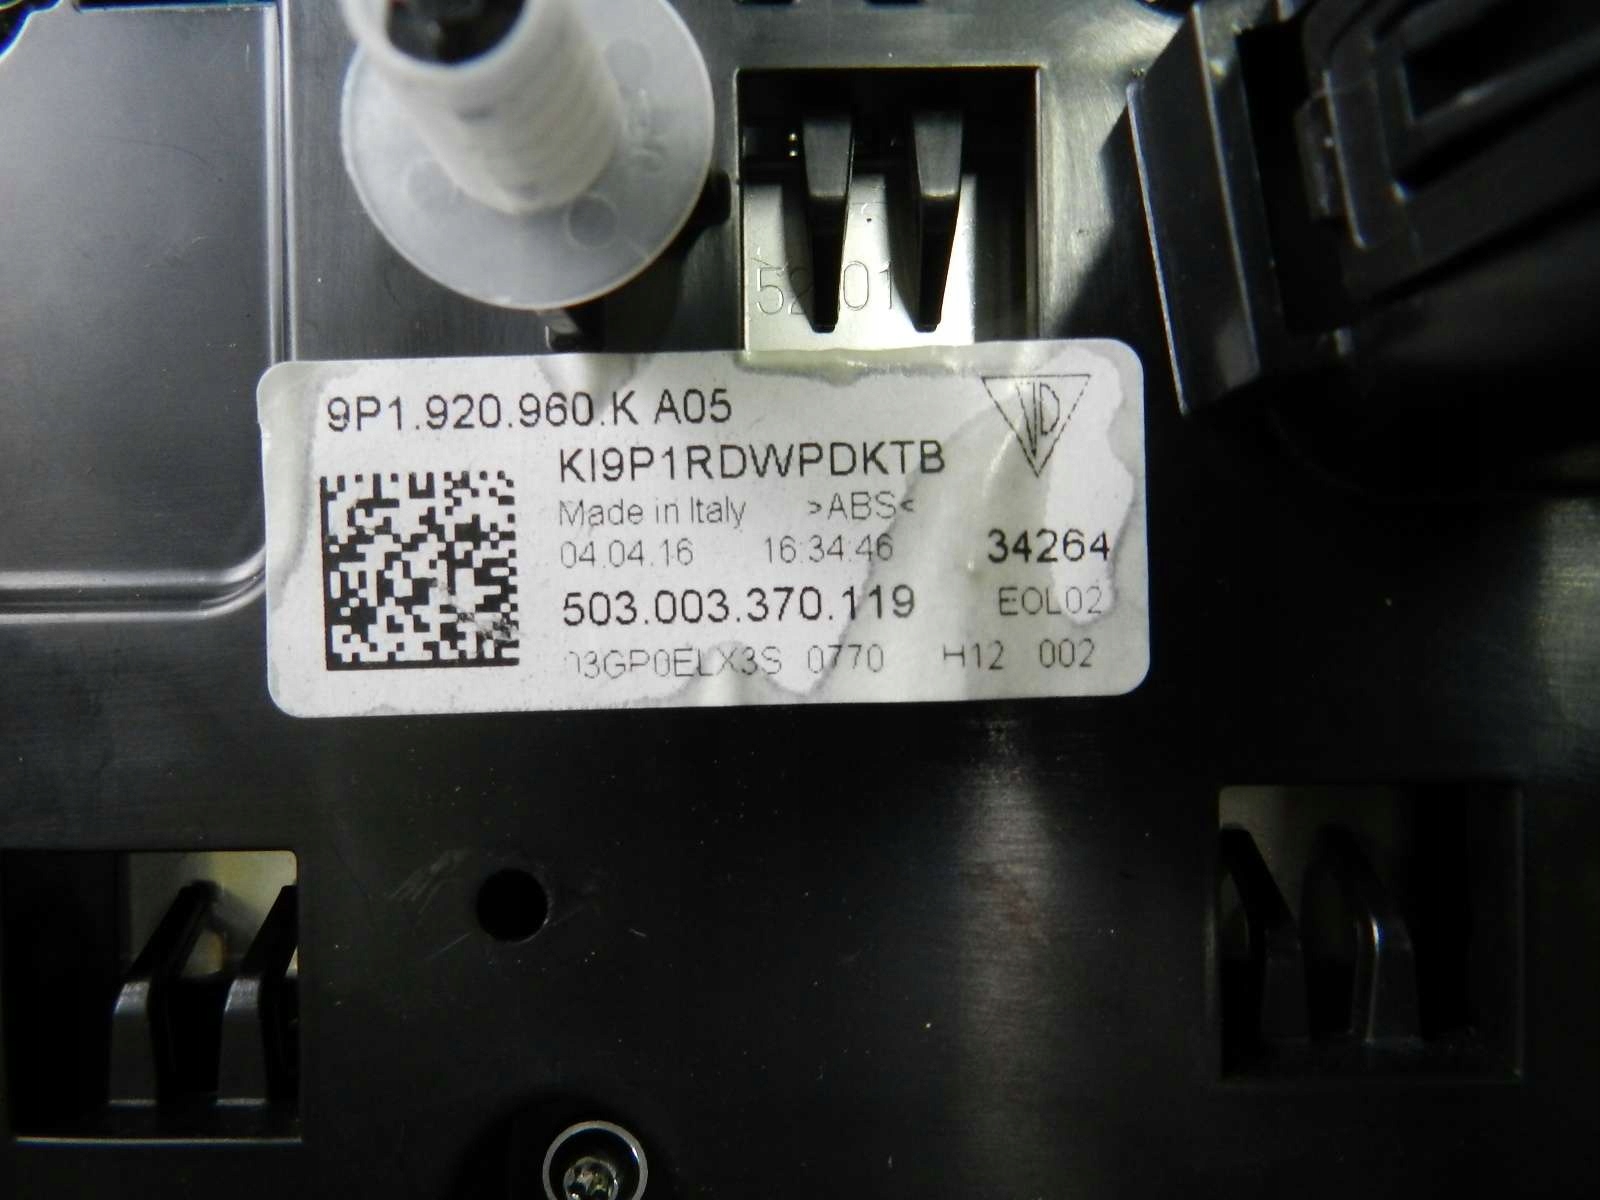 52 01
9P1.920.960.K A05
KI9P1RDWPDKTB
Made in Italy >ABS<
04.04.16 16:34:46 34264
503.003.370.119 EOL02
0770 H12 002